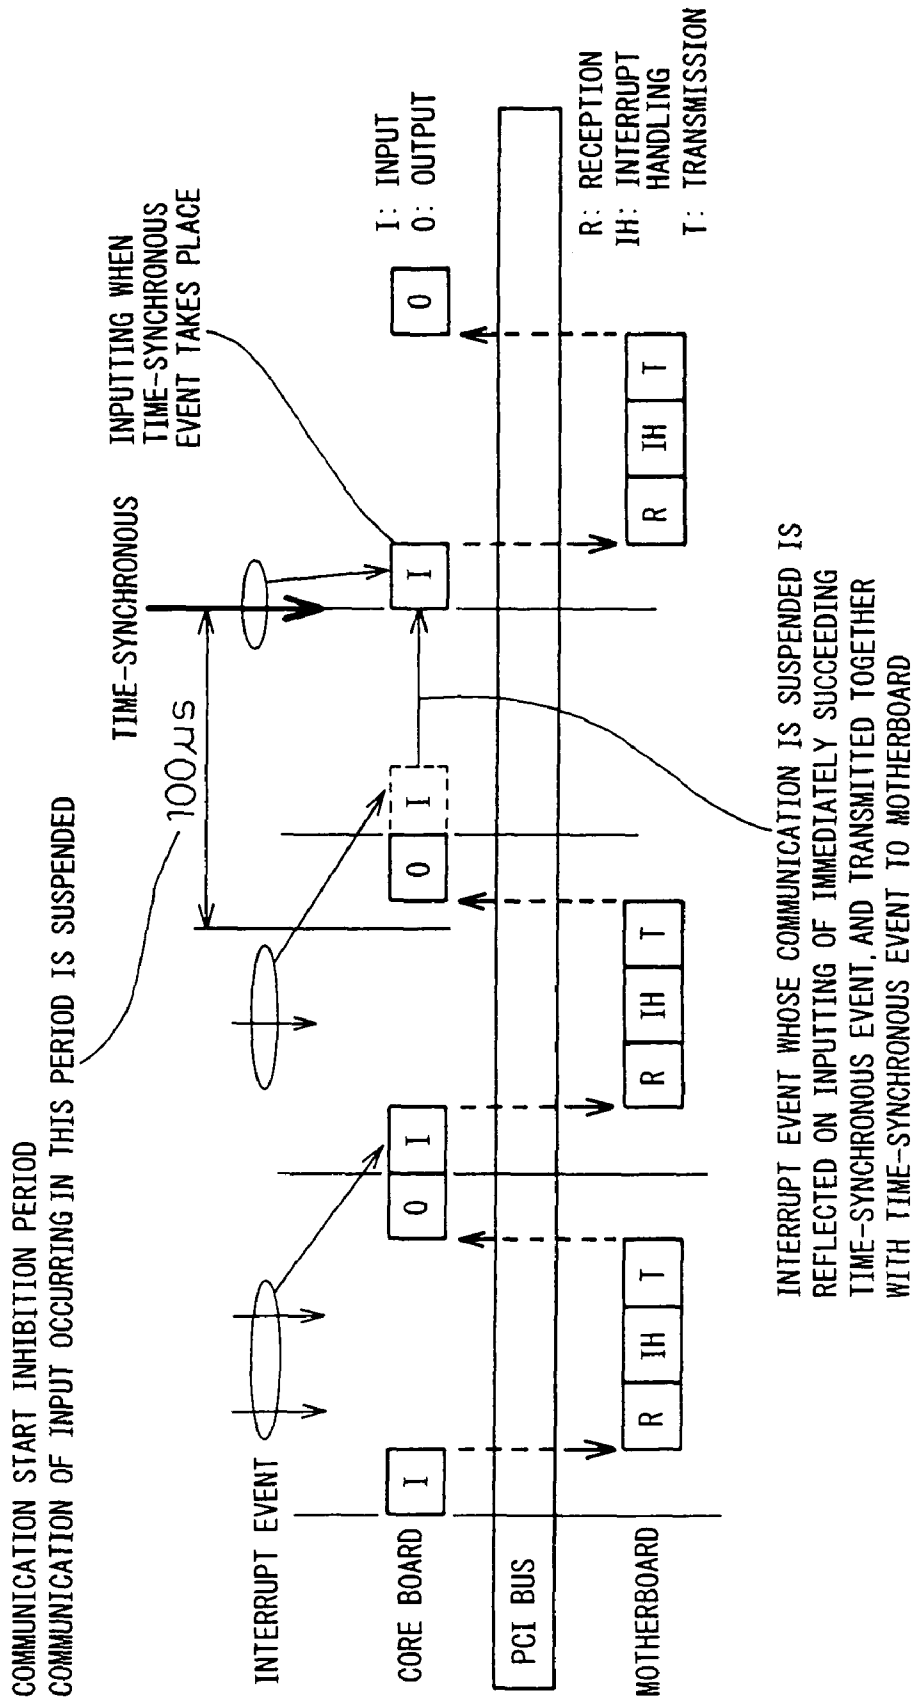 COMMUNICATION START INHIBITION PERIOD
COMMUNICATION OF INPUT OCCURRING IN THIS PERIOD IS SUSPENDED
100μs
TIME-SYNCHRONOUS
INPUTTING WHEN
TIME-SYNCHRONOUS
EVENT TAKES PLACE
INTERRUPT EVENT
CORE BOARD
I
O
I
O
I
I
O
I: INPUT
O: OUTPUT
PCI BUS
MOTHERBOARD
R
IH
T
R
IH
T
R
IH
T
R: RECEPTION
IH: INTERRUPT
HANDLING
T: TRANSMISSION
INTERRUPT EVENT WHOSE COMMUNICATION IS SUSPENDED IS
REFLECTED ON INPUTTING OF IMMEDIATELY SUCCEEDING
TIME-SYNCHRONOUS EVENT, AND TRANSMITTED TOGETHER
WITH TIME-SYNCHRONOUS EVENT TO MOTHERBOARD